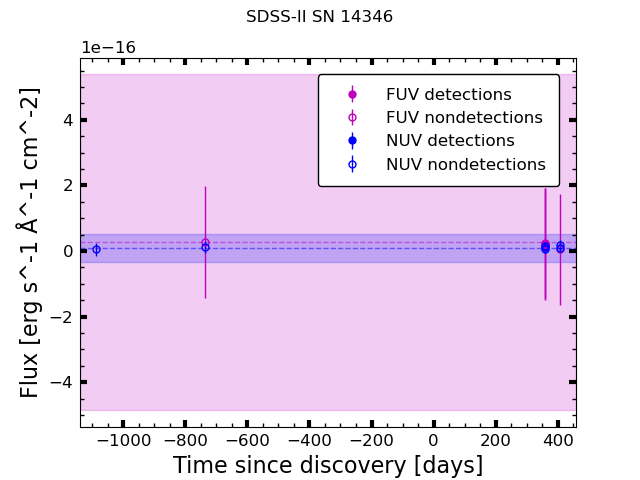 SDSS-II SN 14346
1e−16
FUV detections
FUV nondetections
NUV detections
NUV nondetections
4
2
0
−2
−4
Flux [erg s^-1 Å^-1 cm^-2]
−1000 −800 −600 −400 −200 0 200 400
Time since discovery [days]